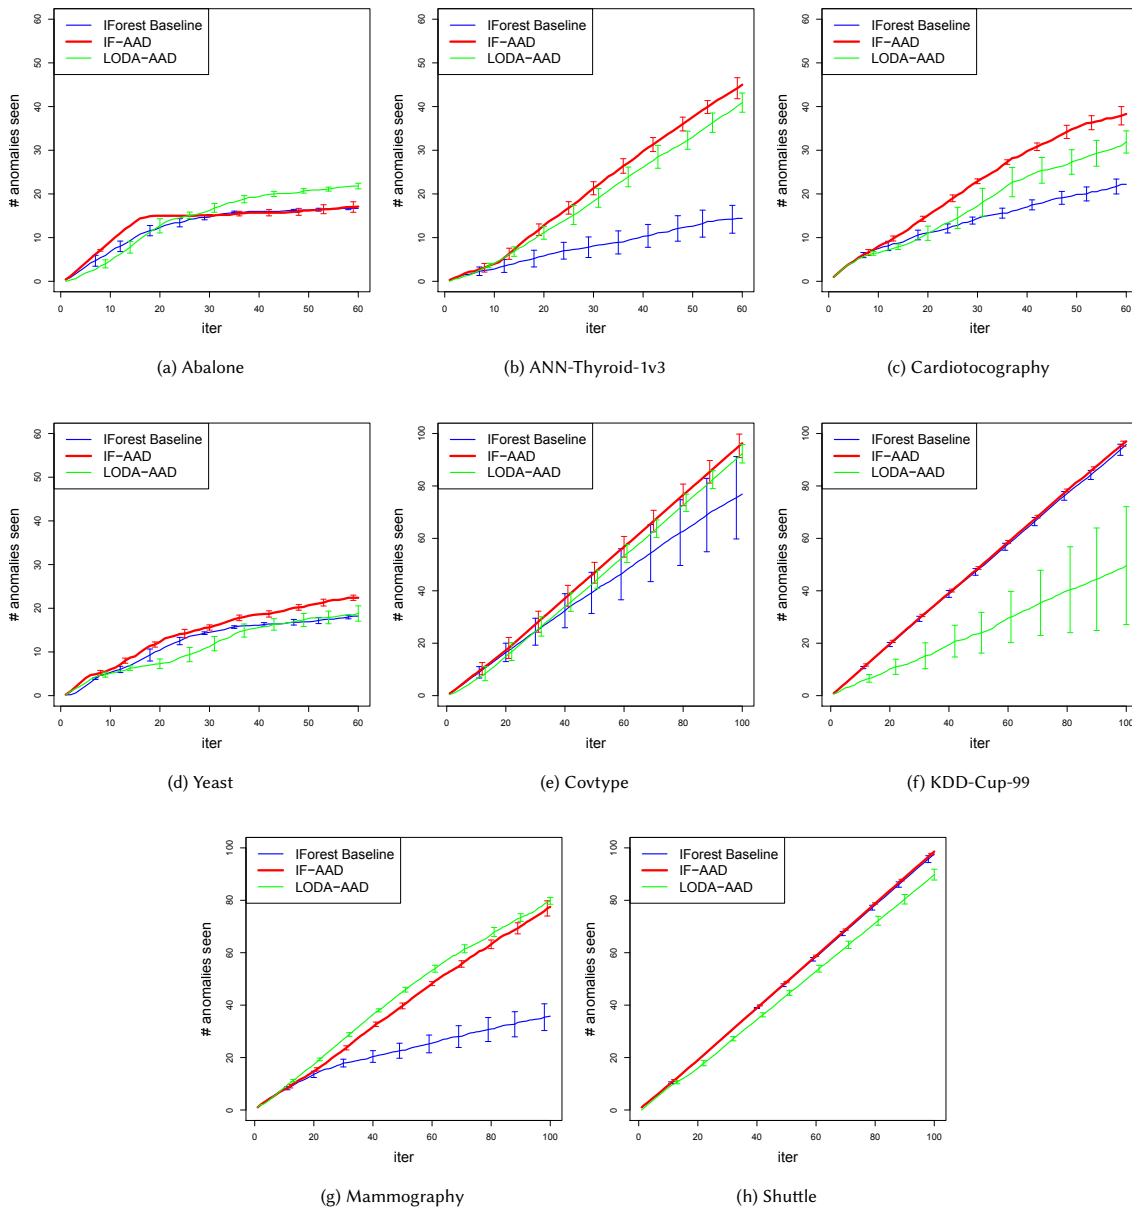 IForest Baseline
IF−AAD
LODA−AAD
# anomalies seen
0 10 20 30 40 50 60
0 10 20 30 40 50 60
iter
(a) Abalone
IForest Baseline
IF−AAD
LODA−AAD
# anomalies seen
0 10 20 30 40 50 60
0 10 20 30 40 50 60
iter
(b) ANN-Thyroid-1v3
IForest Baseline
IF−AAD
LODA−AAD
# anomalies seen
0 10 20 30 40 50 60
0 10 20 30 40 50 60
iter
(c) Cardiotocography
IForest Baseline
IF−AAD
LODA−AAD
# anomalies seen
0 10 20 30 40 50 60
0 10 20 30 40 50 60
iter
(d) Yeast
IForest Baseline
IF−AAD
LODA−AAD
# anomalies seen
0 20 40 60 80 100
0 20 40 60 80 100
iter
(e) Covtype
IForest Baseline
IF−AAD
LODA−AAD
# anomalies seen
0 20 40 60 80 100
0 20 40 60 80 100
iter
(f) KDD-Cup-99
IForest Baseline
IF−AAD
LODA−AAD
# anomalies seen
0 20 40 60 80 100
0 20 40 60 80 100
iter
(g) Mammography
IForest Baseline
IF−AAD
LODA−AAD
# anomalies seen
0 20 40 60 80 100
0 20 40 60 80 100
iter
(h) Shuttle